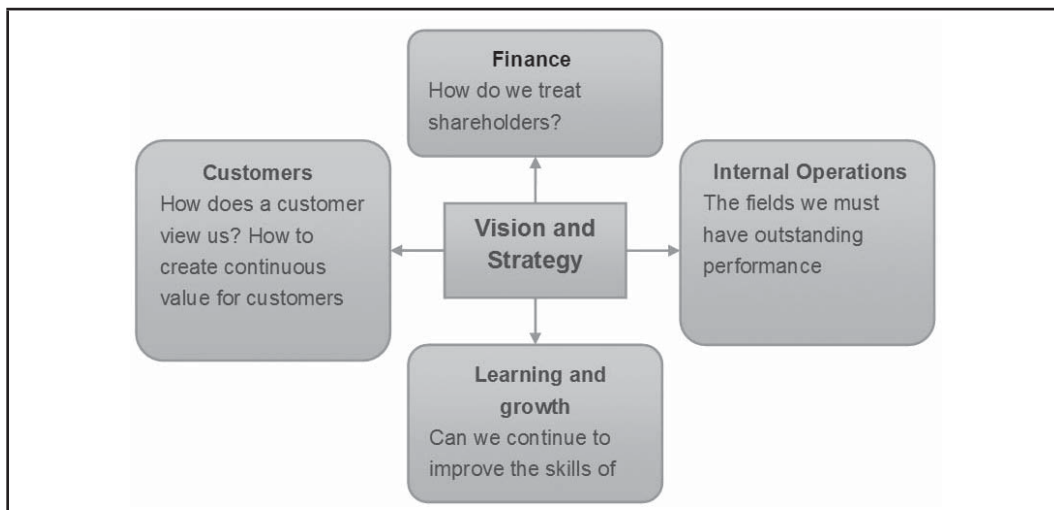 Finance
How do we treat
shareholders?
Customers
How does a customer
view us? How to
create continuous
value for customers
Vision and
Strategy
Internal Operations
The fields we must
have outstanding
performance
Learning and
growth
Can we continue to
improve the skills of